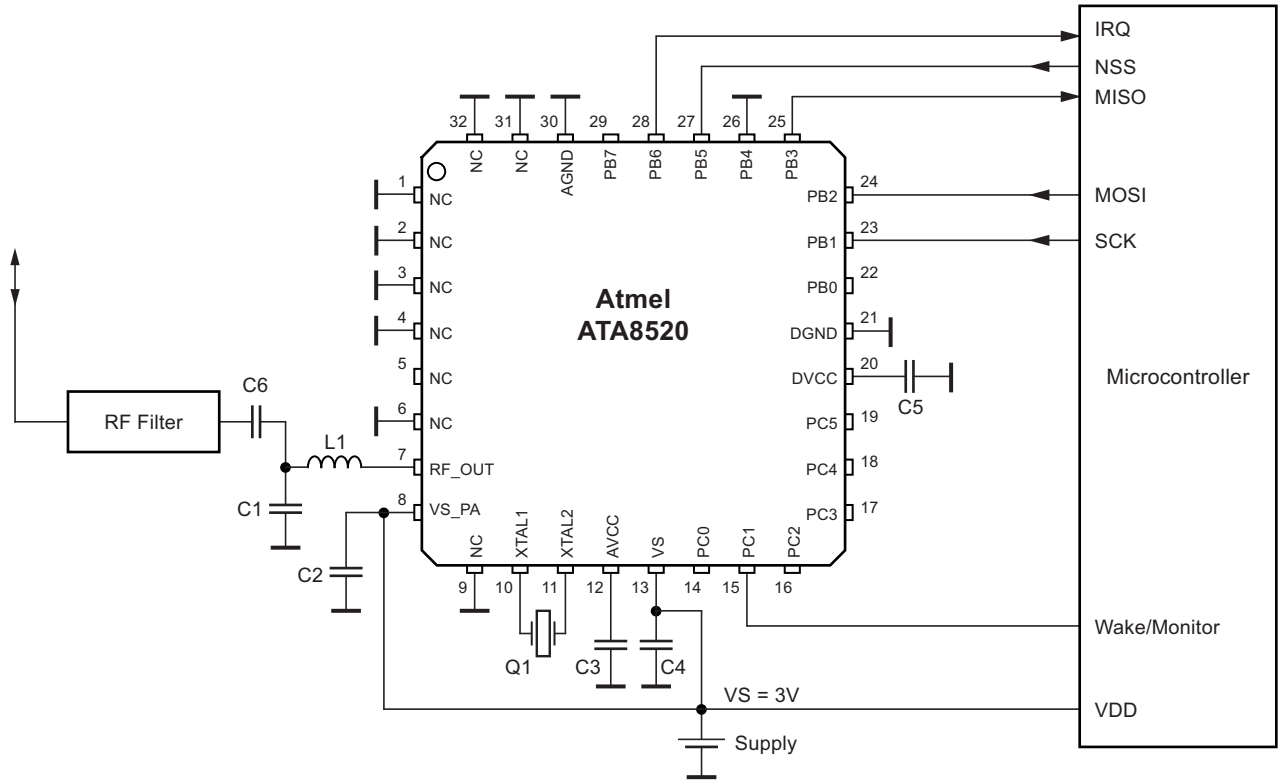 IRQ
NSS
MISO
32
31
30
29
28
27
26
25
NC
NC
AGND
PB7
PB6
PB5
PB4
PB3
1
NC
PB2
24
MOSI
2
NC
PB1
23
SCK
3
NC
PB0
22
Atmel
ATA8520
4
NC
DGND
21
5
NC
DVCC
20
C5
Microcontroller
6
NC
PC5
19
C6
RF Filter
L1
7
RF_OUT
PC4
18
C1
8
VS_PA
PC3
17
C2
NC
XTAL1
XTAL2
AVCC
VS
PC0
PC1
PC2
9
10
11
12
13
14
15
16
Q1
C3
C4
Wake/Monitor
VS = 3V
VDD
Supply